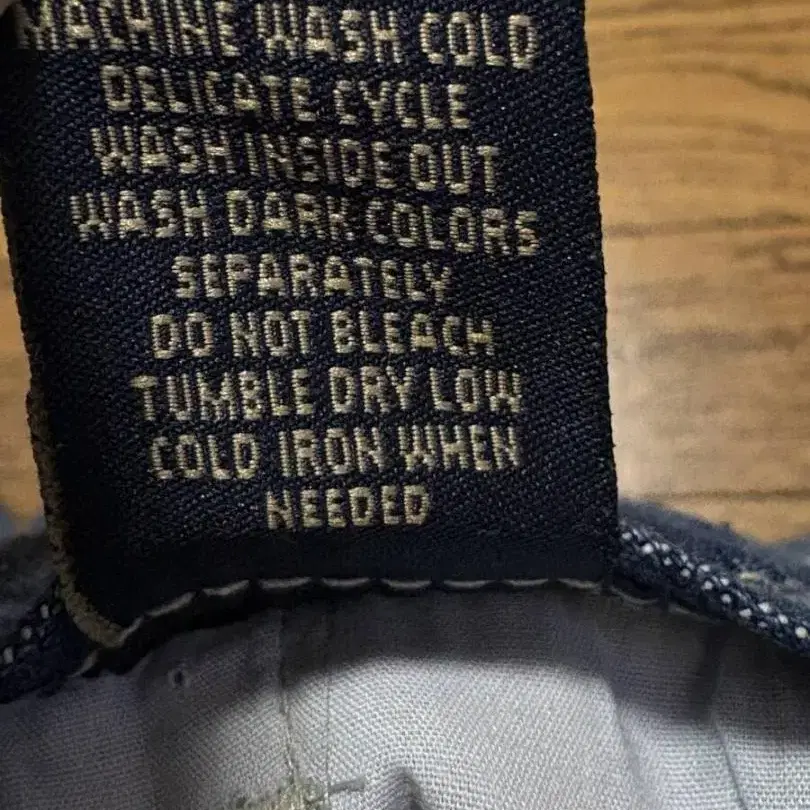 MACHINE WASH COLD
DELICATE CYCLE
WASH INSIDE OUT
WASH DARK COLORS
SEPARATELY
DO NOT BLEACH
TUMBLE DRY LOW
COLD IRON WHEN
NEEDED